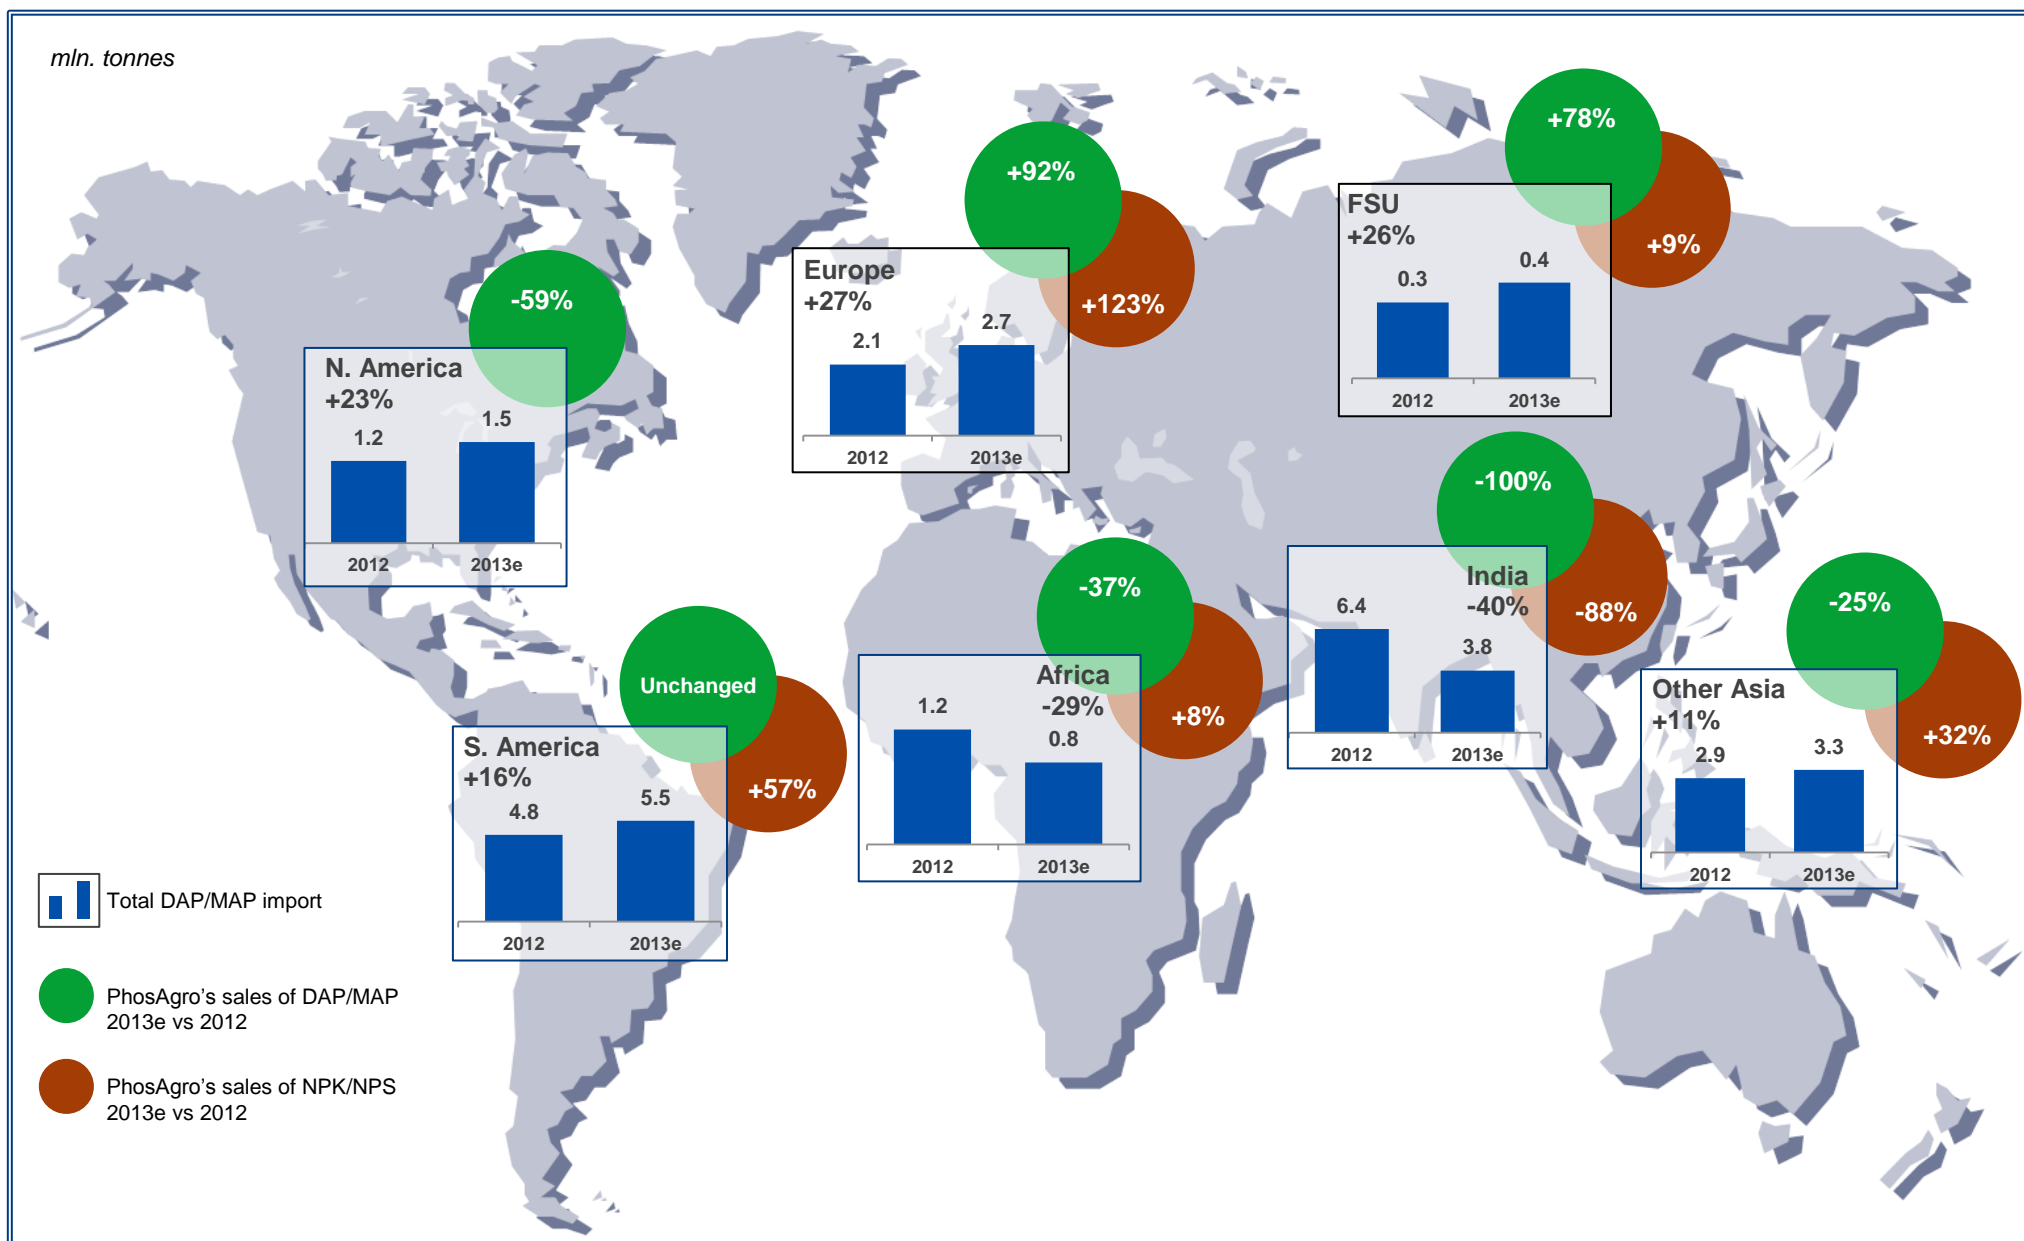 mln. tonnes
N. America
+23%
1.2
1.5
2012
2013e
-59%
Europe
+27%
2.1
2.7
2012
2013e
+92%
+123%
FSU
+26%
0.3
0.4
2012
2013e
+78%
+9%
S. America
+16%
4.8
5.5
2012
2013e
Unchanged
+57%
Africa
-29%
1.2
0.8
2012
2013e
-37%
+8%
India
-40%
6.4
3.8
2012
2013e
-100%
-88%
Other Asia
+11%
2.9
3.3
2012
2013e
-25%
+32%
Total DAP/MAP import
PhosAgro’s sales of DAP/MAP
2013e vs 2012
PhosAgro’s sales of NPK/NPS
2013e vs 2012